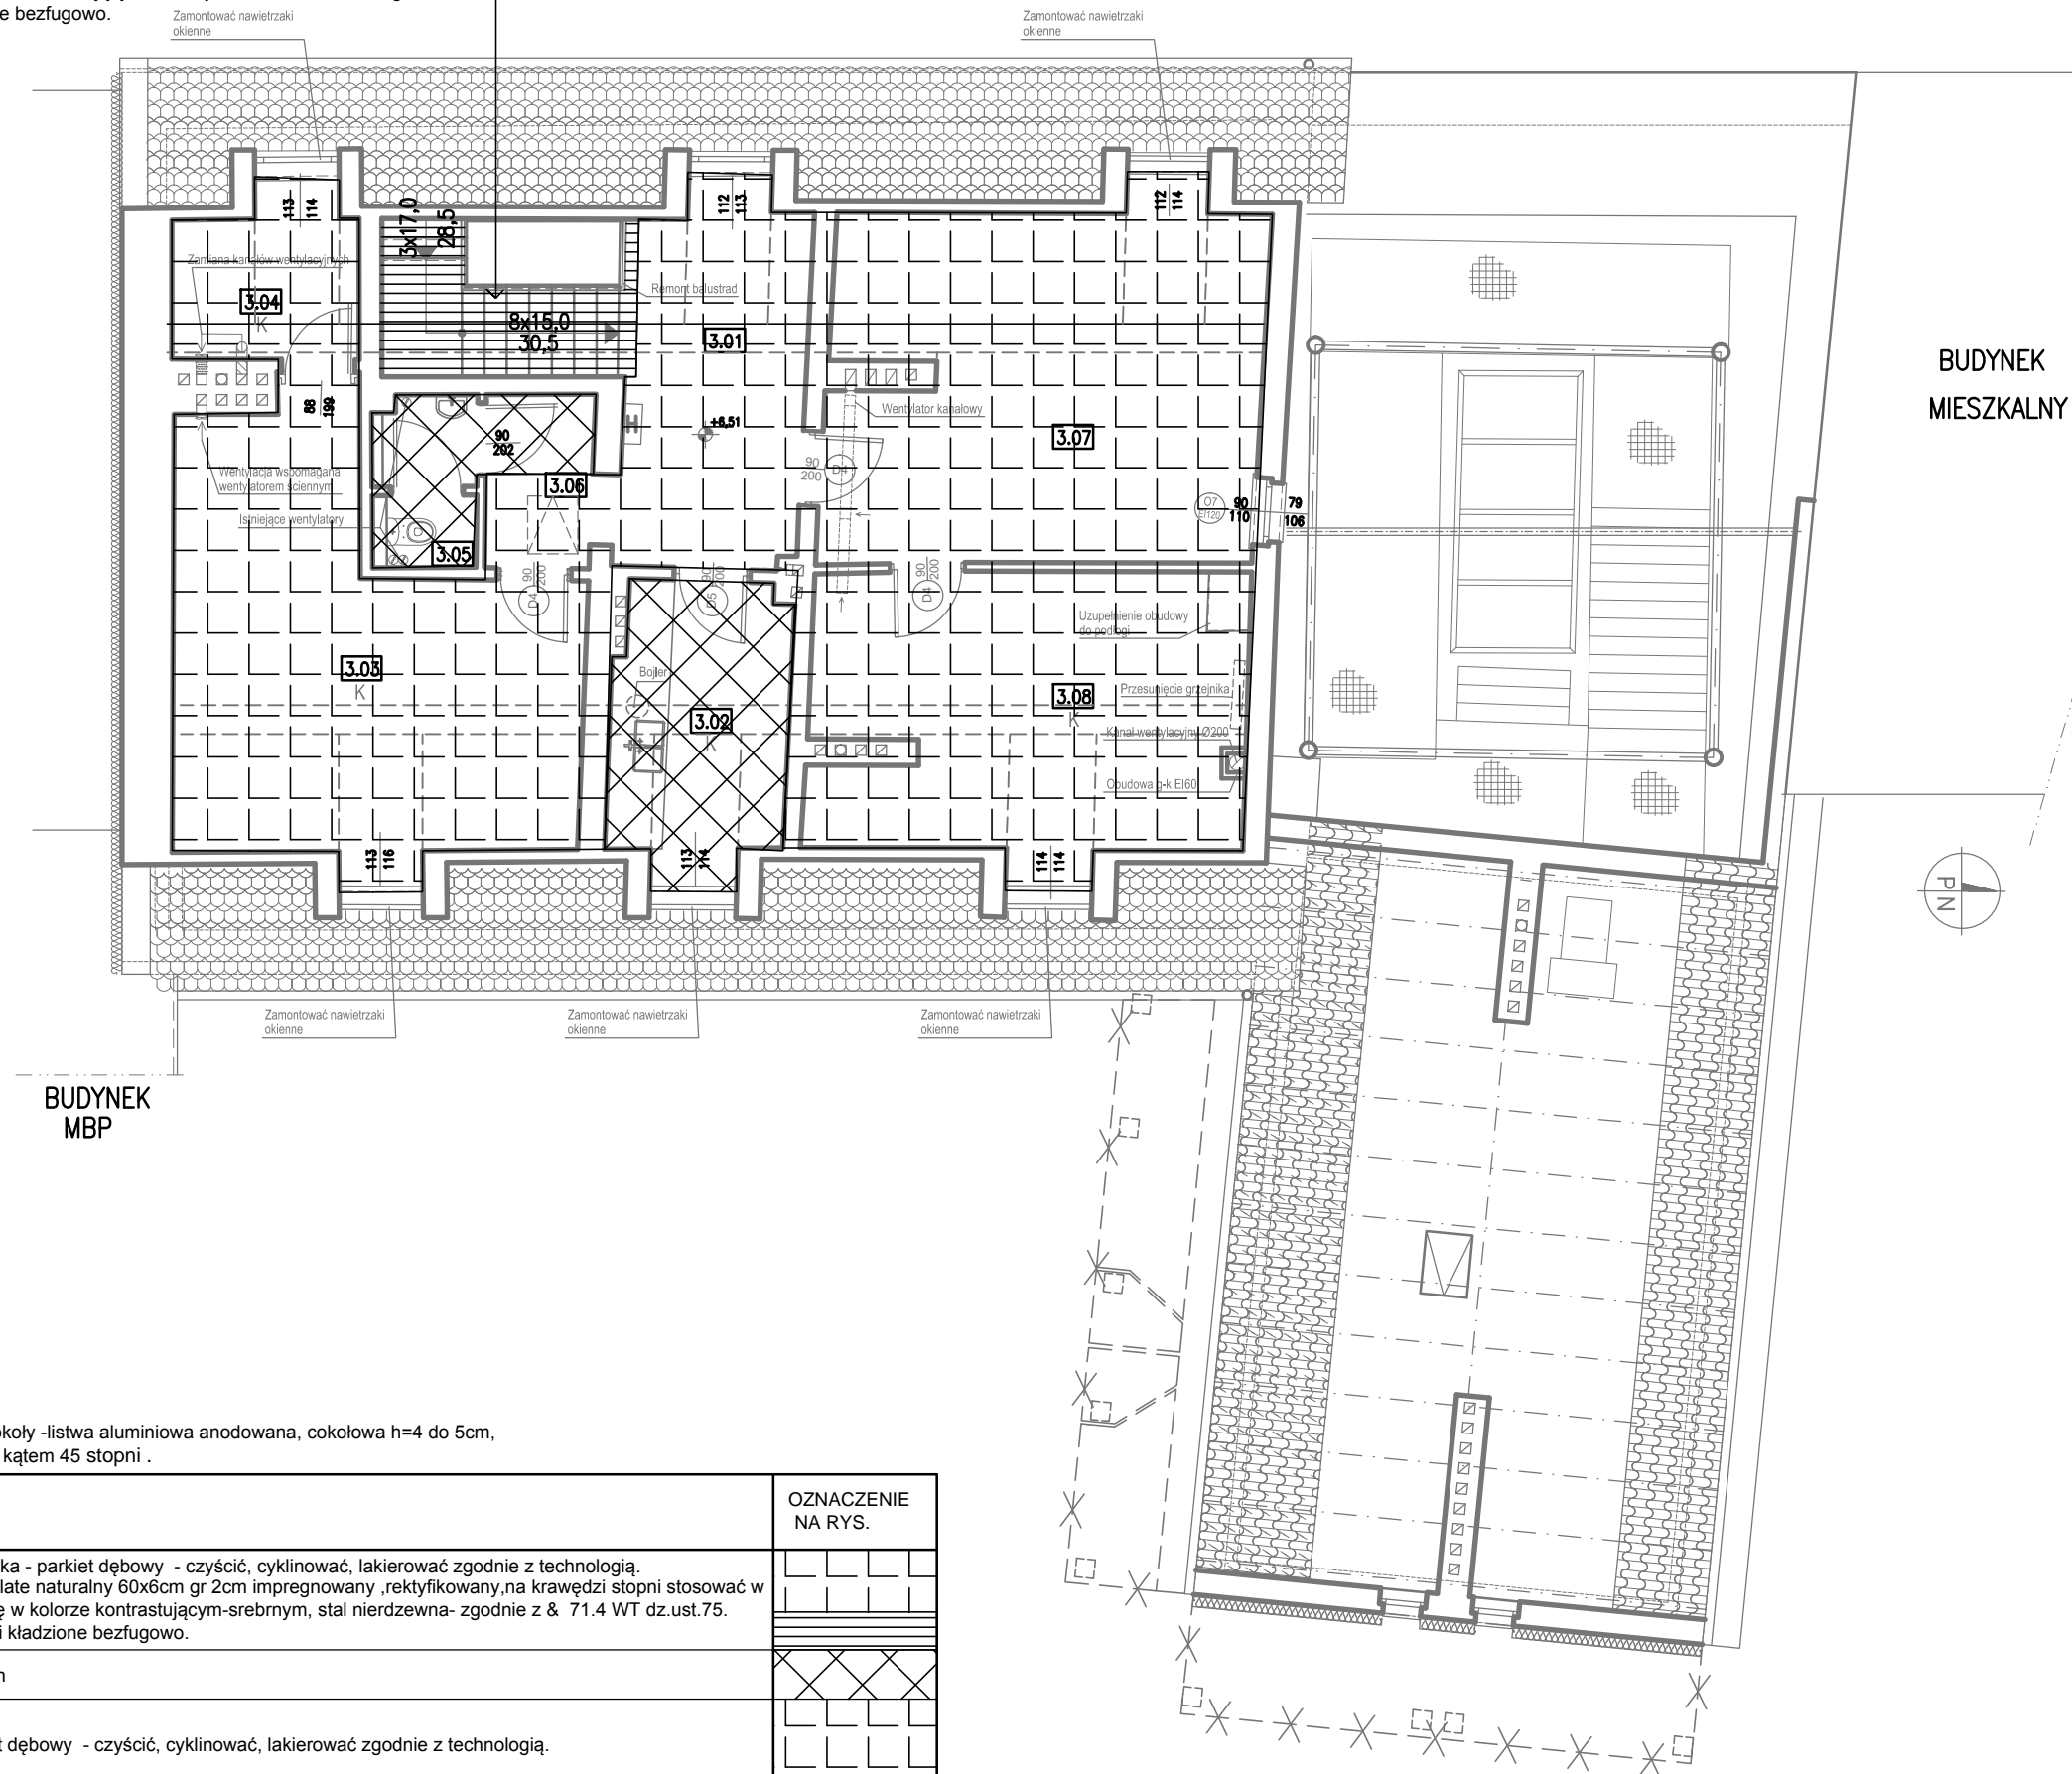 e bezfugowo.
Zamontować nawietrzaki
okienne
Zamontować nawietrzaki
okienne
113
114
3x17,0
28,5
112
113
112
114
Zamiana kanałów wentylacyjnych
3.04
K
Remont balustrad
8x15,0
30,5
3.01
BUDYNEK
MIESZKALNY
88
199
H
+6,51
Wentylator kanałowy
3.07
90
202
90
200
D4
Wentylacja wspomagana
wentylatorem ściennym
3.06
Istniejące wentylatory
3.05
O7
EI120
90
110
79
106
D4
90
200
D5
90
200
D4
90
200
Uzupełnienie obudowy
do podłogi
3.03
K
Bojler
3.02
K
3.08
K
Przesunięcie grzejnika
Kanał wentylacyjny Ø200
Obudowa g-k EI60
113
116
113
114
114
114
PN
Zamontować nawietrzaki
okienne
Zamontować nawietrzaki
okienne
Zamontować nawietrzaki
okienne
BUDYNEK
MBP
okoły -listwa aluminiowa anodowana, cokołowa h=4 do 5cm,
kątem 45 stopni .
OZNACZENIE
NA RYS.
ka - parkiet dębowy - czyścić, cyklinować, lakierować zgodnie z technologią.
late naturalny 60x6cm gr 2cm impregnowany ,rektyfikowany,na krawędzi stopni stosować w
ę w kolorze kontrastującym-srebrnym, stal nierdzewna- zgodnie z & 71.4 WT dz.ust.75.
i kładzione bezfugowo.
t dębowy - czyścić, cyklinować, lakierować zgodnie z technologią.